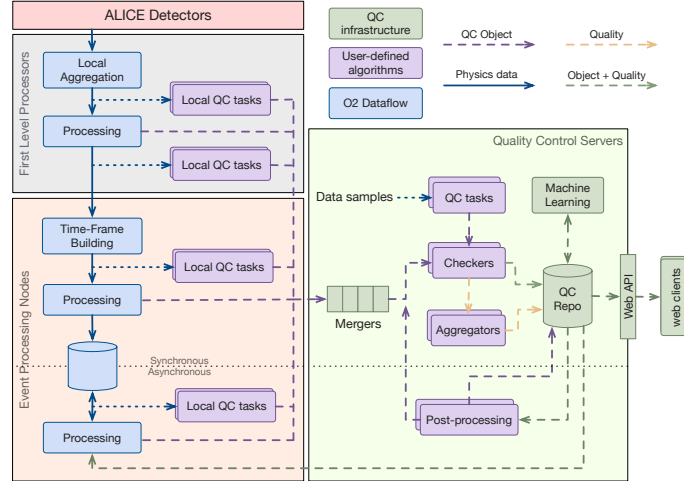 ALICE Detectors
QC
infrastructure
QC Object
Quality
User-defined
algorithms
Physics data
Object + Quality
O2 Dataflow
First Level Processors
Local
Aggregation
Local QC tasks
Processing
Local QC tasks
Quality Control Servers
Data samples
QC tasks
Machine
Learning
Event Processing Nodes
Time-Frame
Building
Local QC tasks
Checkers
Processing
Mergers
QC
Repo
Web API
web clients
Aggregators
Synchronous
Asynchronous
Local QC tasks
Post-processing
Processing